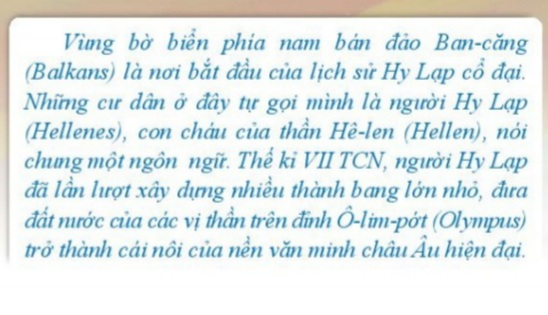 Vùng bờ biển phía nam bán đảo Ban-căng
(Balkans) là nơi bắt đầu của lịch sử Hy Lạp cổ đại.
Những cư dân ở đây tự gọi mình là người Hy Lạp
(Hellenes), con cháu của thần Hê-len (Hellen), nói
chung một ngôn ngữ. Thế kỉ VII TCN, người Hy Lạp
đã lần lượt xây dựng nhiều thành bang lớn nhỏ, đưa
đất nước của các vị thần trên đỉnh Ô-lim-pớt (Olympus)
trở thành cái nôi của nền văn minh châu Âu hiện đại.